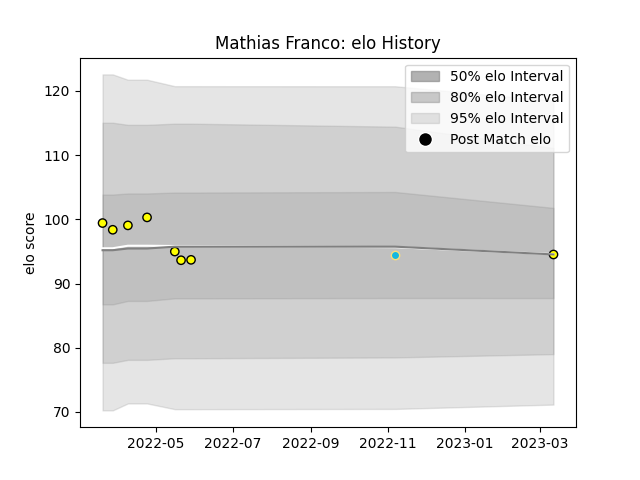 Mathias Franco: elo History
50% elo Interval
80% elo Interval
95% elo Interval
Post Match elo
elo score
120
110
100
90
80
70
2022-05
2022-07
2022-09
2022-11
2023-01
2023-03